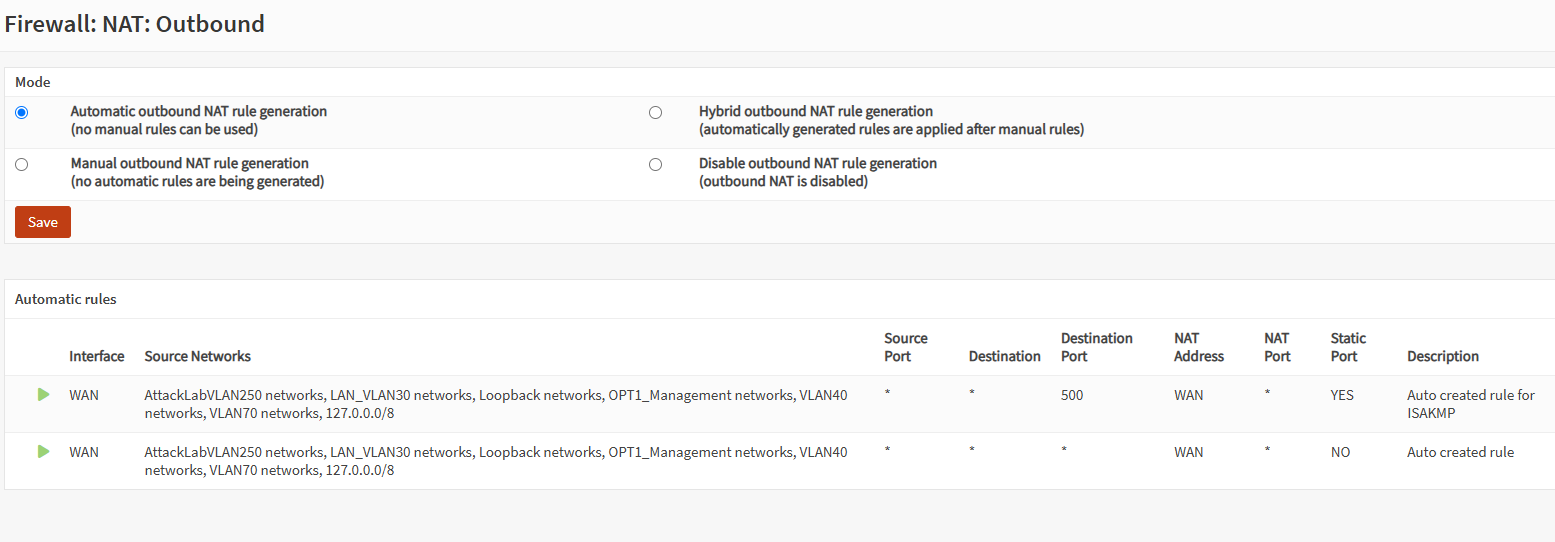 Firewall: NAT: Outbound
Mode
Automatic outbound NAT rule generation
(no manual rules can be used)
Hybrid outbound NAT rule generation
(automatically generated rules are applied after manual rules)
Manual outbound NAT rule generation
(no automatic rules are being generated)
Disable outbound NAT rule generation
(outbound NAT is disabled)
Save
Automatic rules
Interface Source Networks Source Port Destination Destination Port NAT Address NAT Port Static Port Description
WAN AttackLabVLAN250 networks, LAN_VLAN30 networks, Loopback networks, OPT1_Management networks, VLAN40 * * 500 WAN * YES Auto created rule for
networks, VLAN70 networks, 127.0.0.0/8 ISAKMP
WAN AttackLabVLAN250 networks, LAN_VLAN30 networks, Loopback networks, OPT1_Management networks, VLAN40 * * * WAN * NO Auto created rule
networks, VLAN70 networks, 127.0.0.0/8